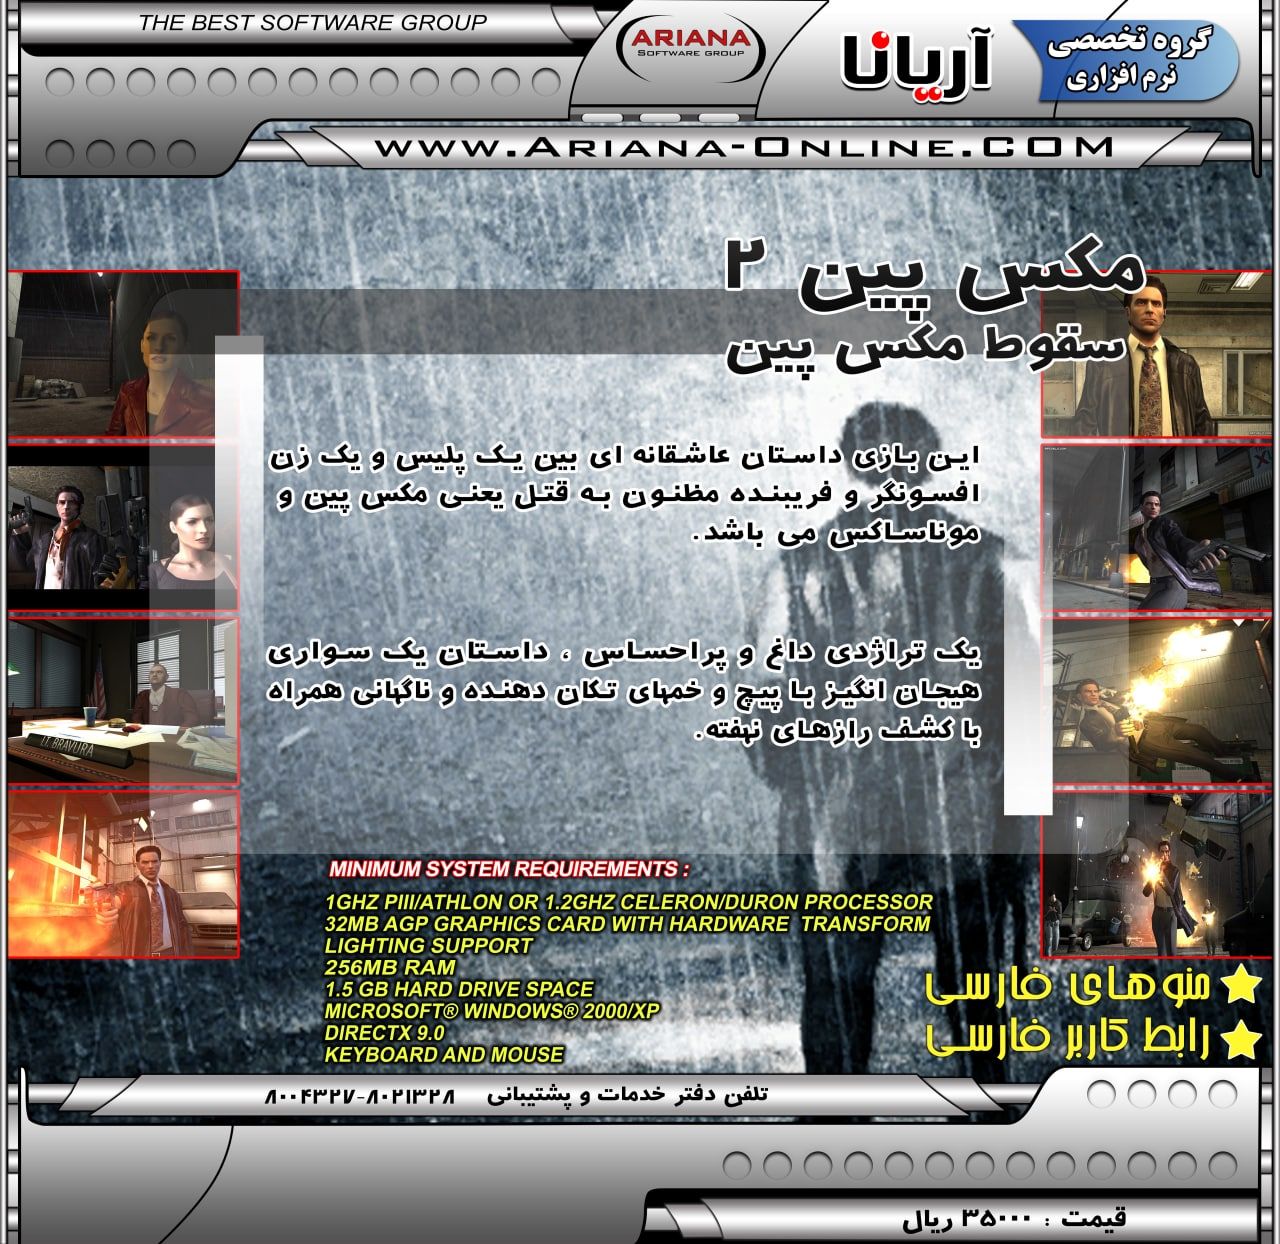 THE BEST SOFTWARE GROUP
ARIANA
SOFTWARE GROUP
آریانا
گروه تخصصی
نرم افزاری
www.Ariana-Online.COM
مکس پین ۲
سقوط مکس پین
این بازی داستان عاشقانه ای بین یک پلیس و یک زن
افسونگر و فریبنده مظنون به قتل یعنی مکس پین و
موناساکس می باشد.
یک تراژدی داغ و پراحساس ، داستان یک سواری
هیجان انگیز با پیچ و خمهای تکان دهنده و ناگهانی همراه
با کشف رازهای نهفته.
LT. BRAVURA
MINIMUM SYSTEM REQUIREMENTS :
1GHZ PIII/ATHLON OR 1.2GHZ CELERON/DURON PROCESSOR
32MB AGP GRAPHICS CARD WITH HARDWARE TRANSFORM
LIGHTING SUPPORT
256MB RAM
1.5 GB HARD DRIVE SPACE
MICROSOFT® WINDOWS® 2000/XP
DIRECTX 9.0
KEYBOARD AND MOUSE
منوهای فارسی
رابط کاربر فارسی
تلفن دفتر خدمات و پشتیبانی ۸۰۰۴۳۲۷-۸۰۲۱۳۲۸
قیمت : ۳۵۰۰۰ ریال